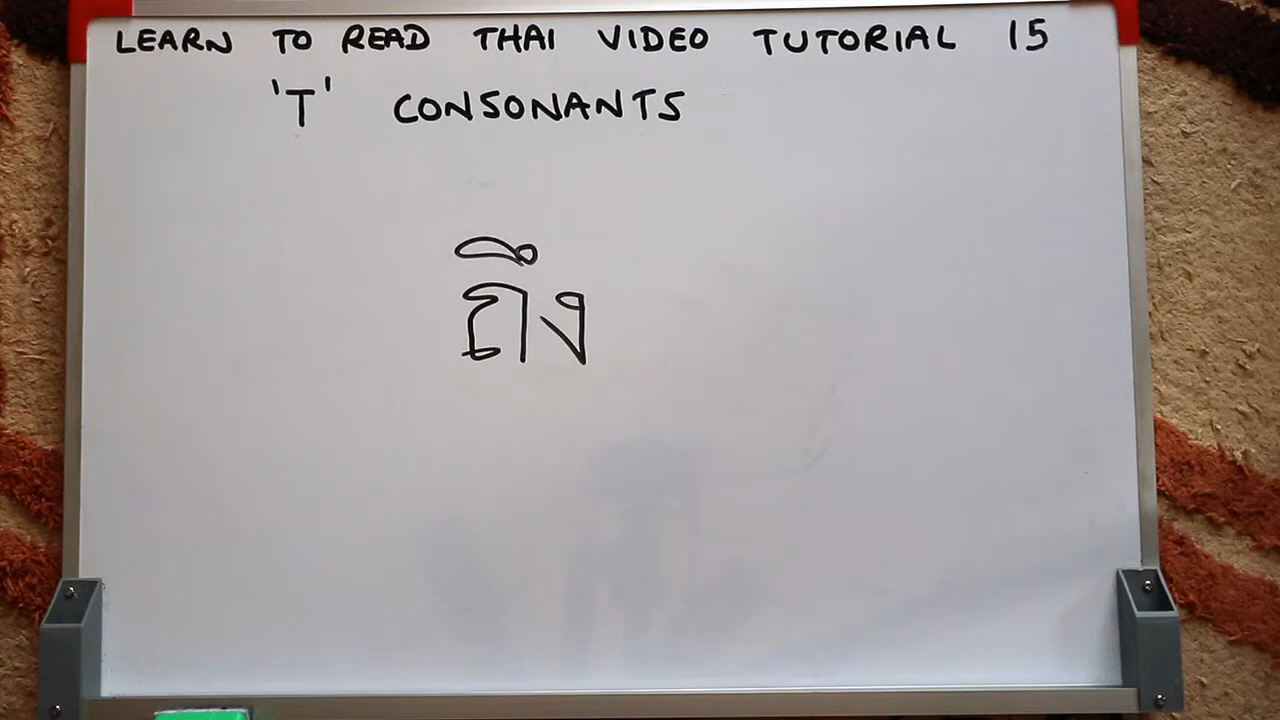 LEARN TO READ THAI VIDEO TUTORIAL 15
'T' CONSONANTS
ถึง